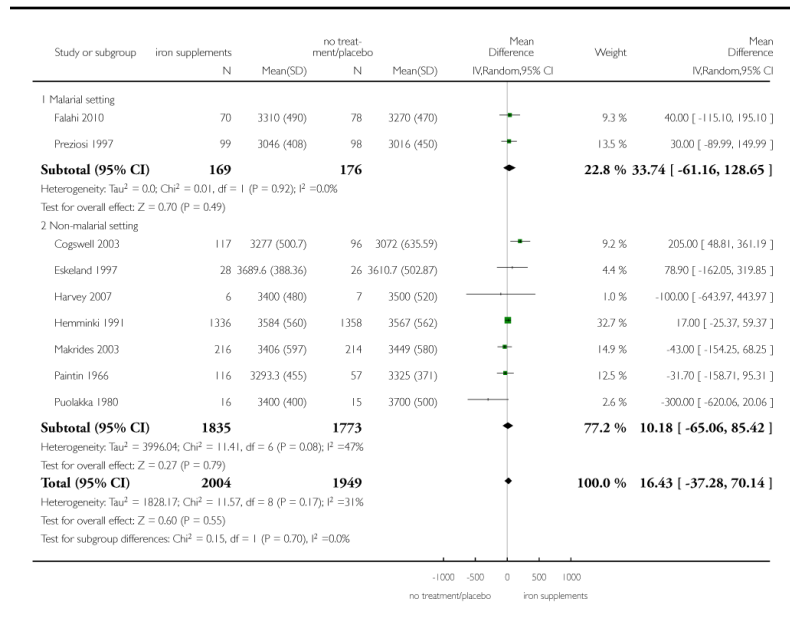 Study or subgroup iron supplements no treat-ment/placebo Mean Difference Weight Mean Difference
N Mean(SD) N Mean(SD) IV,Random,95% CI IV,Random,95% CI
1 Malarial setting
Falahi 2010 70 3310 (490) 78 3270 (470) 9.3 % 40.00 [ -115.10, 195.10 ]
Preziosi 1997 99 3046 (408) 98 3016 (450) 13.5 % 30.00 [ -89.99, 149.99 ]
Subtotal (95% CI) 169 176 22.8 % 33.74 [ -61.16, 128.65 ]
Heterogeneity: Tau² = 0.0; Chi² = 0.01, df = 1 (P = 0.92); I² =0.0%
Test for overall effect: Z = 0.70 (P = 0.49)
2 Non-malarial setting
Cogswell 2003 117 3277 (500.7) 96 3072 (635.59) 9.2 % 205.00 [ 48.81, 361.19 ]
Eskeland 1997 28 3689.6 (388.36) 26 3610.7 (502.87) 4.4 % 78.90 [ -162.05, 319.85 ]
Harvey 2007 6 3400 (480) 7 3500 (520) 1.0 % -100.00 [ -643.97, 443.97 ]
Hemminki 1991 1336 3584 (560) 1358 3567 (562) 32.7 % 17.00 [ -25.37, 59.37 ]
Makrides 2003 216 3406 (597) 214 3449 (580) 14.9 % -43.00 [ -154.25, 68.25 ]
Paintin 1966 116 3293.3 (455) 57 3325 (371) 12.5 % -31.70 [ -158.71, 95.31 ]
Puolakka 1980 16 3400 (400) 15 3700 (500) 2.6 % -300.00 [ -620.06, 20.06 ]
Subtotal (95% CI) 1835 1773 77.2 % 10.18 [ -65.06, 85.42 ]
Heterogeneity: Tau² = 3996.04; Chi² = 11.41, df = 6 (P = 0.08); I² =47%
Test for overall effect: Z = 0.27 (P = 0.79)
Total (95% CI) 2004 1949 100.0 % 16.43 [ -37.28, 70.14 ]
Heterogeneity: Tau² = 1828.17; Chi² = 11.57, df = 8 (P = 0.17); I² =31%
Test for overall effect: Z = 0.60 (P = 0.55)
Test for subgroup differences: Chi² = 0.15, df = 1 (P = 0.70), I² =0.0%
-1000 -500 0 500 1000
no treatment/placebo iron supplements